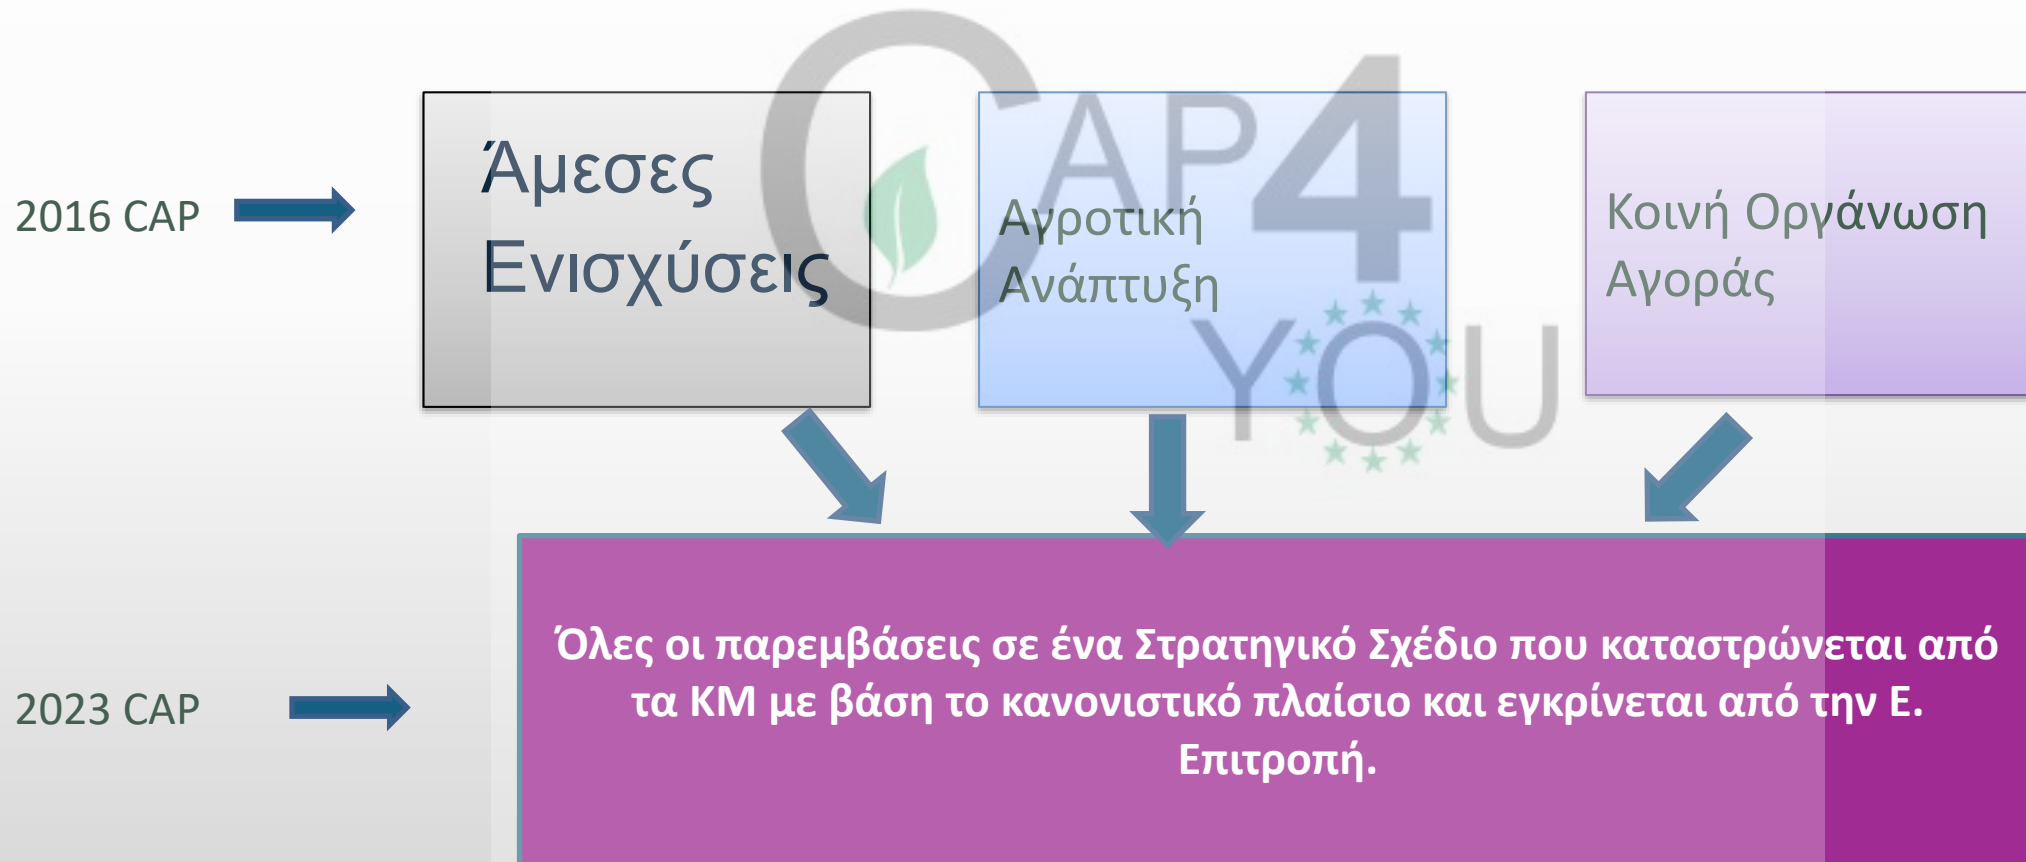 2016 CAP
Άμεσες
Ενισχύσεις
Αγροτική
Ανάπτυξη
Κοινή Οργάνωση
Αγοράς
CAP4
YOU
2023 CAP
Όλες οι παρεμβάσεις σε ένα Στρατηγικό Σχέδιο που καταστρώνεται από
τα ΚΜ με βάση το κανονιστικό πλαίσιο και εγκρίνεται από την Ε.
Επιτροπή.